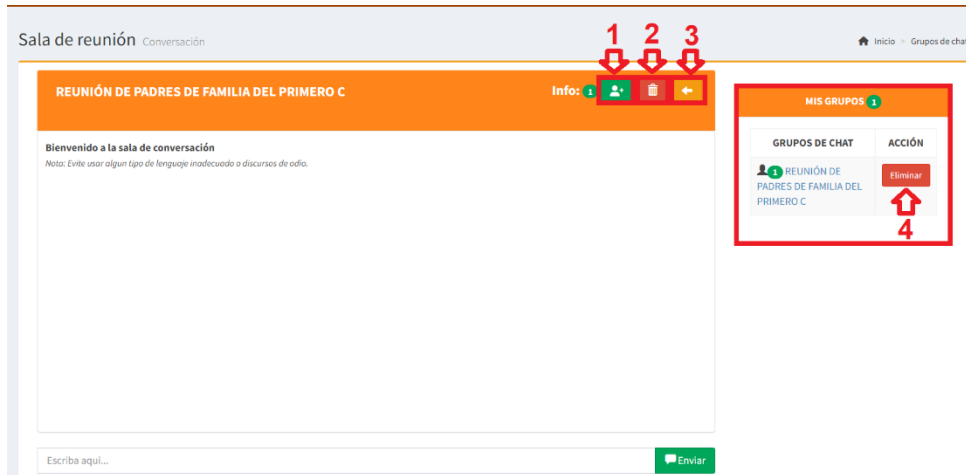 1 2 3
Sala de reunión Conversación
Inicio > Grupos de chat
REUNIÓN DE PADRES DE FAMILIA DEL PRIMERO C
Info: 1
Bienvenido a la sala de conversación
Nota: Evite usar algun tipo de lenguaje inadecuado o discursos de odio.
MIS GRUPOS 1
GRUPOS DE CHAT ACCIÓN
1 REUNIÓN DE
PADRES DE FAMILIA DEL
PRIMERO C
Eliminar
4
Escriba aqui...
Enviar